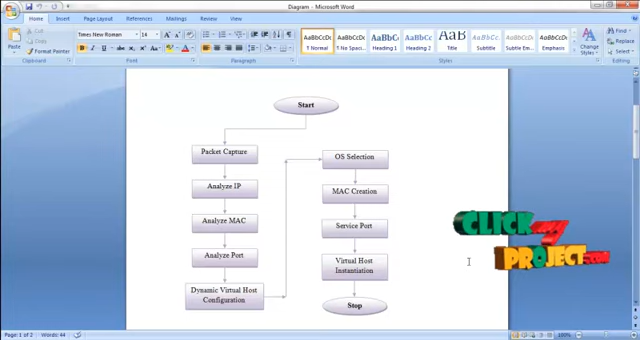 Diagram - Microsoft Word
Home Insert Page Layout References Mailings Review View
Paste
Cut
Copy
Format Painter
Clipboard
Times New Roman 14
Font
Paragraph
AaBbCcDc AaBbCcDc AaBbC AaBbCc AaB AaBbCc. AaBbCcDc AaBbCcDc
¶ Normal ¶ No Spaci... Heading 1 Heading 2 Title Subtitle Subtle Em... Emphasis
Change Styles
Styles
Find
Replace
Select
Editing
Start
Packet Capture
Analyze IP
Analyze MAC
Analyze Port
Dynamic Virtual Host
Configuration
OS Selection
MAC Creation
Service Port
Virtual Host
Instantiation
Stop
CLICK
my
PROJECT.COM
Page: 1 of 2 Words: 44
100%